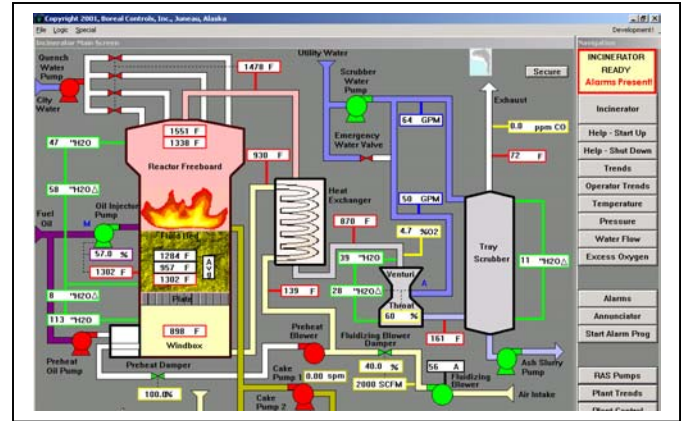 Copyright 2001, Boreal Controls, Inc., Juneau, Alaska
File Logic Special
Development!
Incinerator Main Screen
Navigation
Quench
Water
Pump
City
Water
1478 F
Utility Water
Scrubber
Water
Pump
Secure
INCINERATOR
READY
Alarms Present!
Exhaust
64 GPM
0.0 ppm CO
Incinerator
Help - Start Up
Help - Shut Down
Trends
Operator Trends
Temperature
Pressure
Water Flow
Excess Oxygen
Alarms
Annunciator
Start Alarm Prog
RAS Pumps
Plant Trends
Plant Control
1551 F
1338 F
Reactor Freeboard
47 "H2O
58 "H2O△
930 F
Emergency
Water Valve
72 F
Heat
Exchanger
50 GPM
Fuel
Oil
Oil Injector
Pump
M
57.0 %
1302 F
Fluid Bed
1284 F
957 F
1302 F
Avg
870 F
4.7 %O2
39 "H2O
Venturi
A
28 "H2O△
Throat
60 %
Tray
Scrubber
11 "H2O△
8 "H2O△
113 "H2O
Plate
898 F
Windbox
139 F
161 F
Preheat
Oil Pump
Preheat Damper
100.0%
Preheat
Blower
Fluidizing Blower
Damper
40.0 %
2000 SCFM
56 A
Fluidizing
Blower
Air Intake
Ash Slurry
Pump
Cake
Pump 1
0.00 spm
Cake
Pump 2